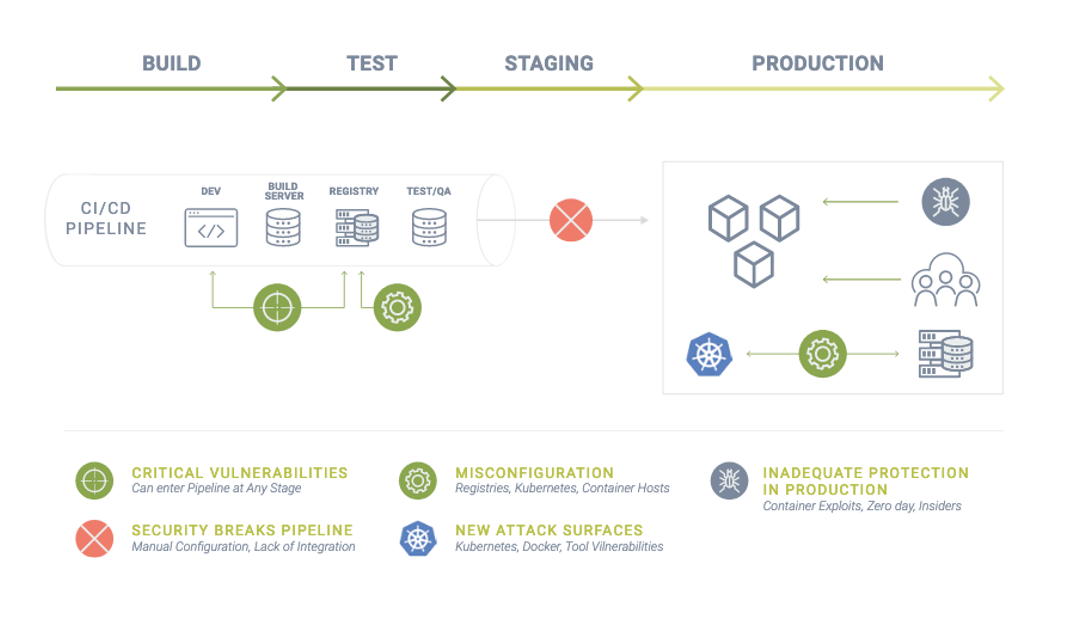 BUILD
TEST
STAGING
PRODUCTION
CI/CD
PIPELINE
DEV
BUILD
SERVER
REGISTRY
TEST/QA
</>
CRITICAL VULNERABILITIES
Can enter Pipeline at Any Stage
MISCONFIGURATION
Registries, Kubernetes, Container Hosts
INADEQUATE PROTECTION
IN PRODUCTION
Container Exploits, Zero day, Insiders
SECURITY BREAKS PIPELINE
Manual Configuration, Lack of Integration
NEW ATTACK SURFACES
Kubernetes, Docker, Tool Vilnerabilities